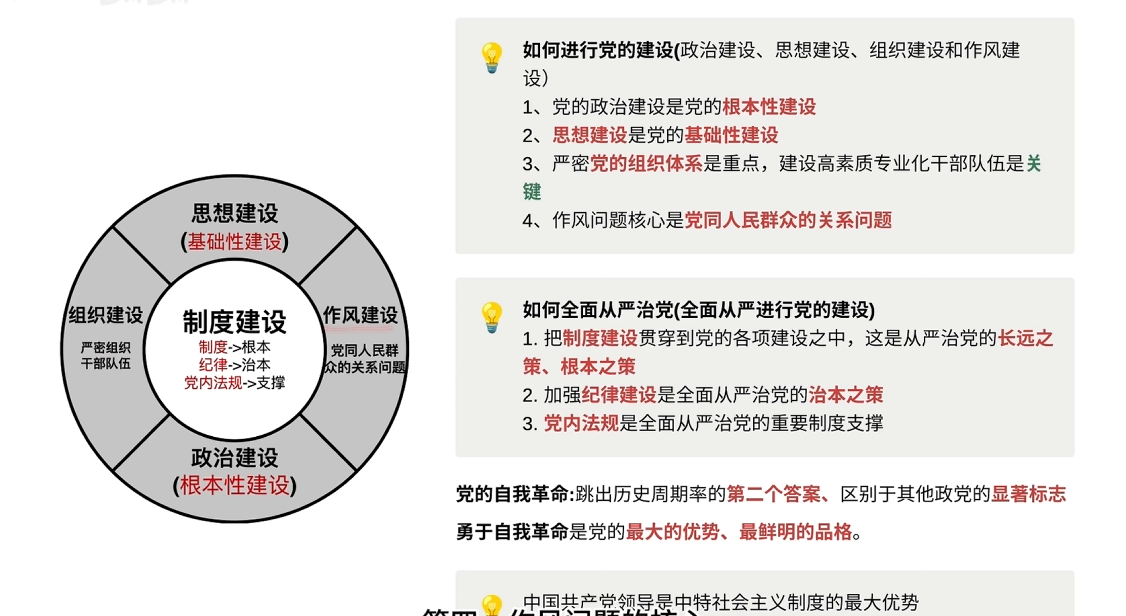 思想建设
(基础性建设)
组织建设
严密组织
干部队伍
制度建设
制度->根本
纪律->治本
党内法规->支撑
作风建设
党同人民群
众的关系问题
政治建设
(根本性建设)
如何进行党的建设(政治建设、思想建设、组织建设和作风建
设）
1、党的政治建设是党的根本性建设
2、思想建设是党的基础性建设
3、严密党的组织体系是重点，建设高素质专业化干部队伍是关
键
4、作风问题核心是党同人民群众的关系问题
如何全面从严治党(全面从严进行党的建设)
1. 把制度建设贯穿到党的各项建设之中，这是从严治党的长远之
策、根本之策
2. 加强纪律建设是全面从严治党的治本之策
3. 党内法规是全面从严治党的重要制度支撑
党的自我革命:跳出历史周期率的第二个答案、区别于其他政党的显著标志
勇于自我革命是党的最大的优势、最鲜明的品格。
中国共产党领导是中特社会主义制度的最大优势